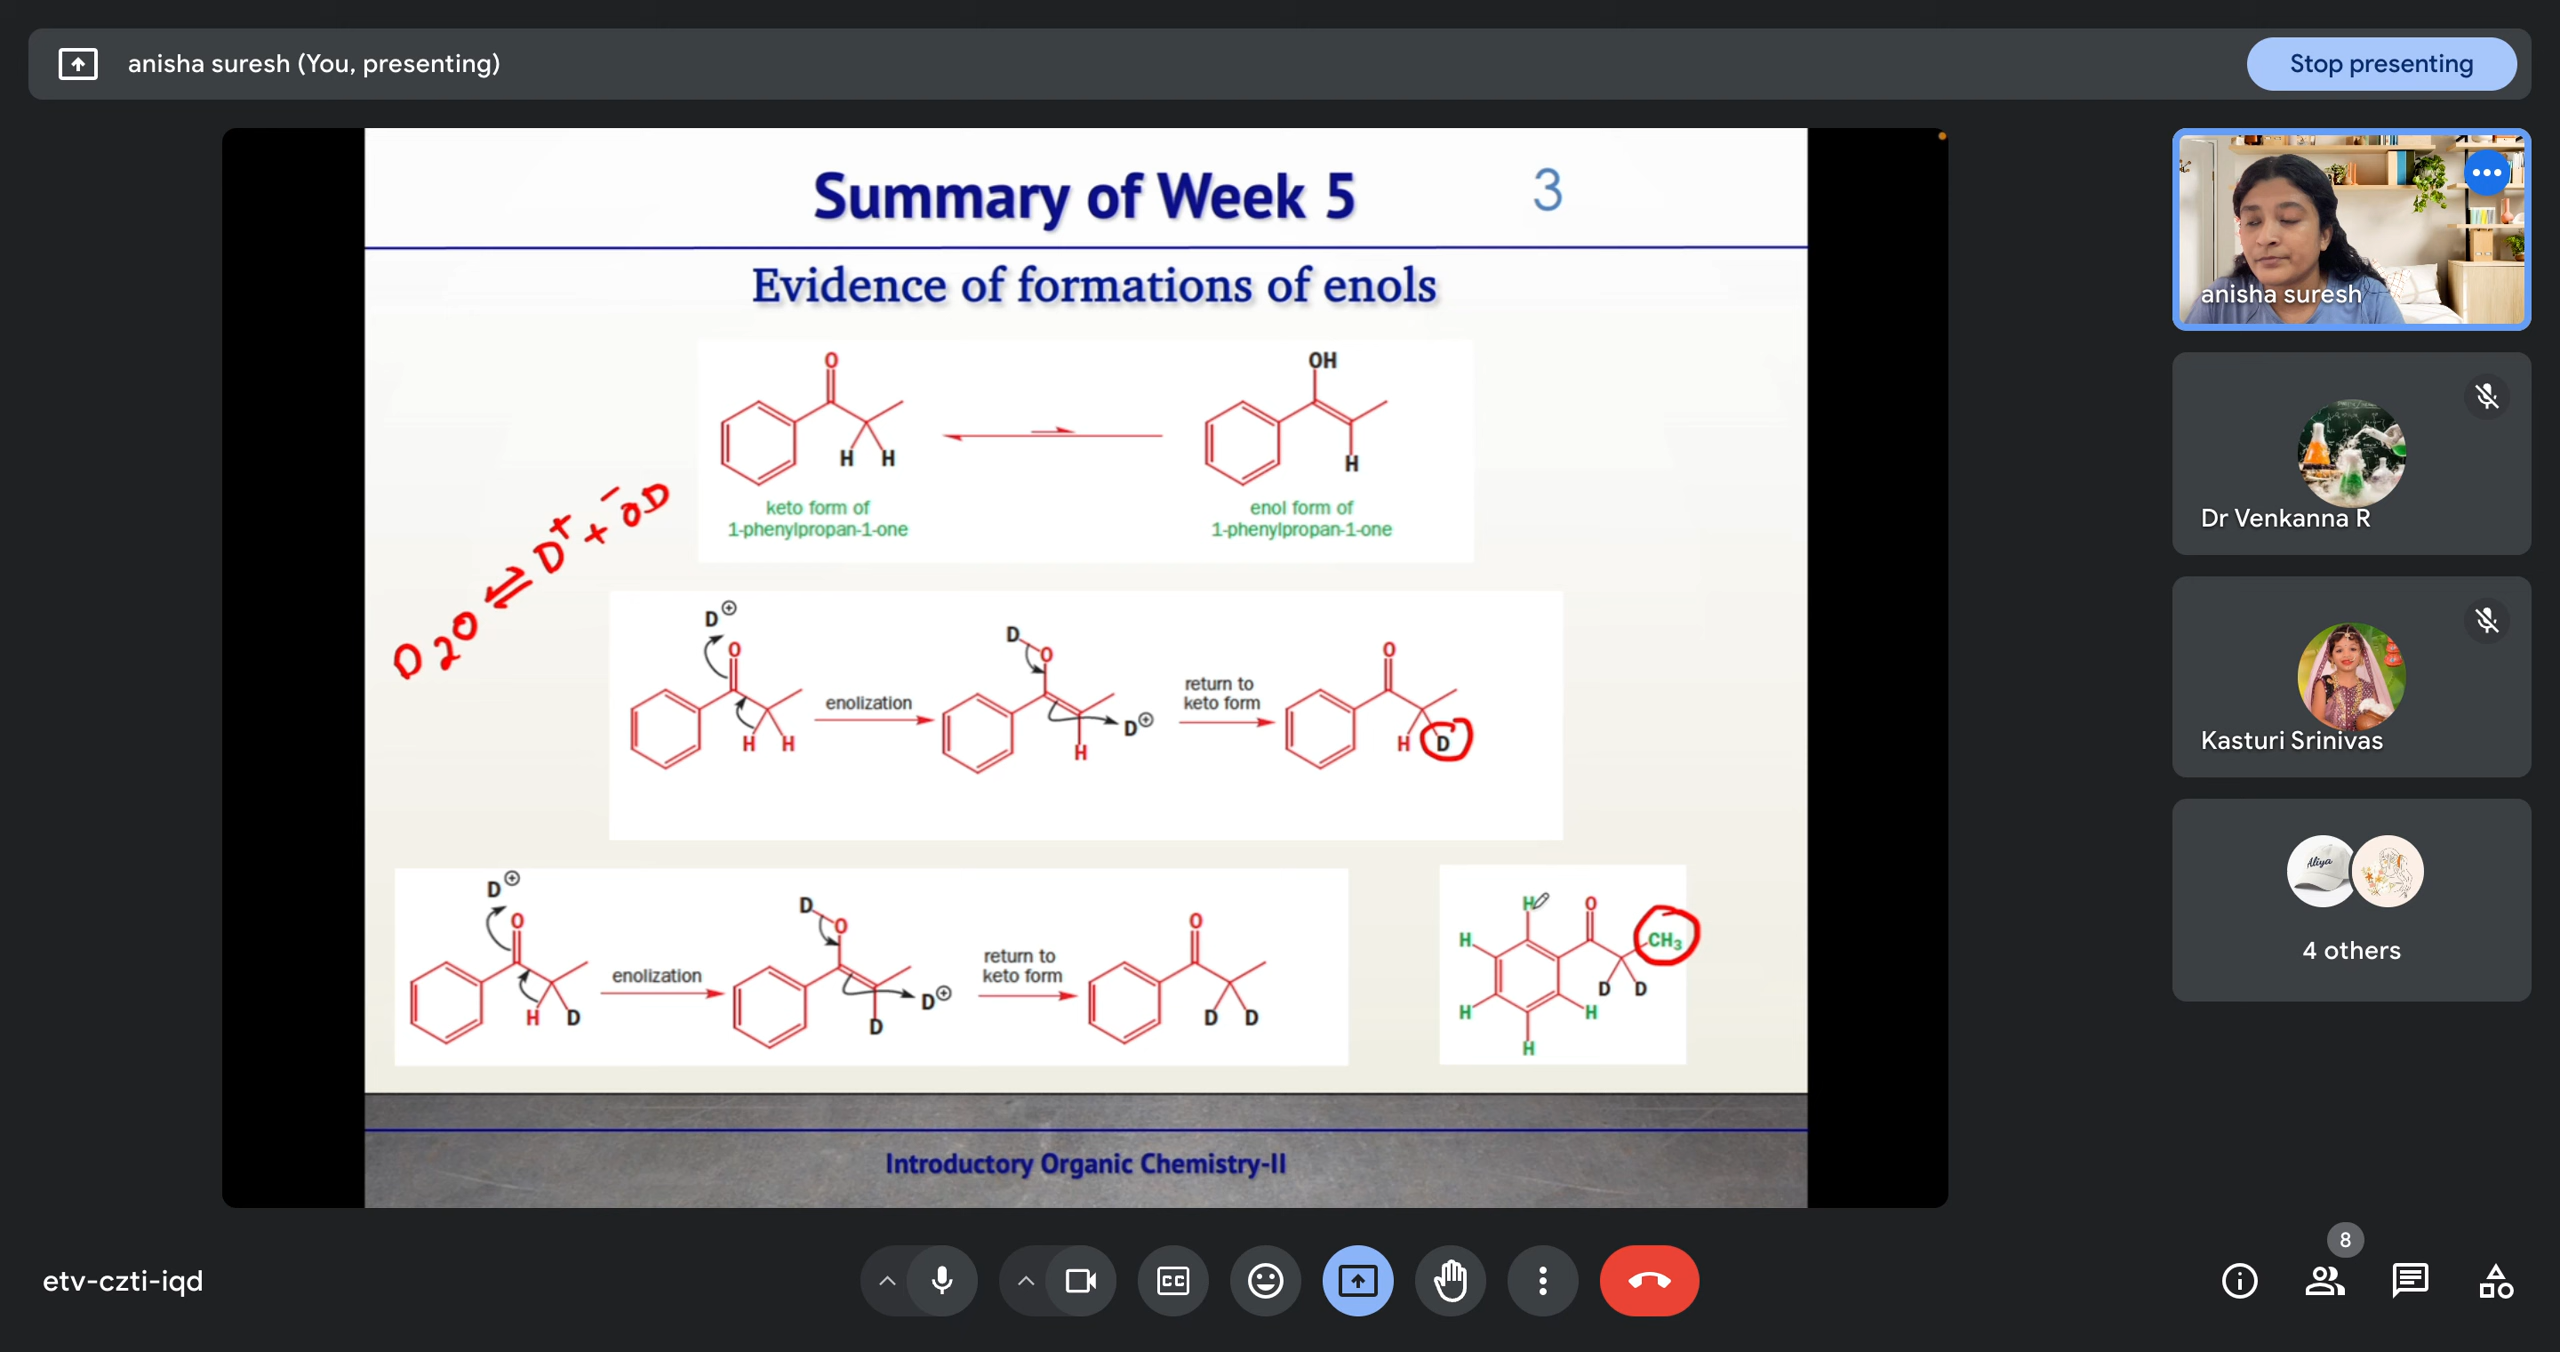 anisha suresh (You, presenting)
Stop presenting
Summary of Week 5
3
Evidence of formations of enols
O
H H
keto form of
1-phenylpropan-1-one
OH
H
enol form of
1-phenylpropan-1-one
D2O ⇌ D⁺ + ⁻OD
D⊕
O
H H
enolization
D
O
H
D⊕
return to
keto form
O
H D
D⊕
O
H D
enolization
D
O
D
D⊕
return to
keto form
O
D D
H
O
H
CH₃
D D
H
H
H
Introductory Organic Chemistry-II
anisha suresh
Dr Venkanna R
Kasturi Srinivas
Aliya
4 others
etv-czti-iqd
CC
8